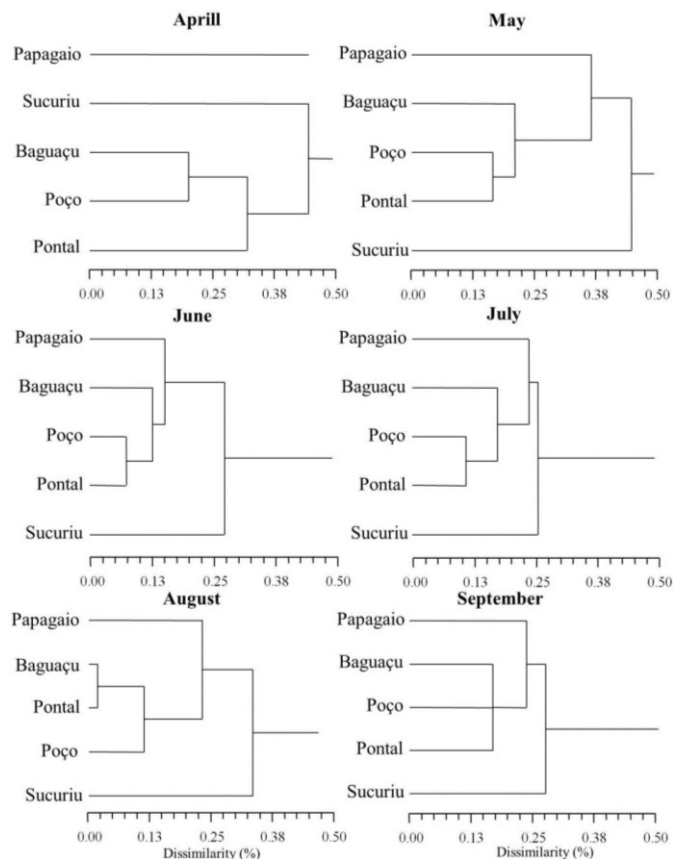 Aprill
Papagaio
Sucuriu
Baguaçu
Poço
Pontal
0.00 0.13 0.25 0.38 0.50
May
Papagaio
Baguaçu
Poço
Pontal
Sucuriu
0.00 0.13 0.25 0.38 0.50
June
Papagaio
Baguaçu
Poço
Pontal
Sucuriu
0.00 0.13 0.25 0.38 0.50
July
Papagaio
Baguaçu
Poço
Pontal
Sucuriu
0.00 0.13 0.25 0.38 0.50
August
Papagaio
Baguaçu
Pontal
Poço
Sucuriu
0.00 0.13 0.25 0.38 0.50
Dissimilarity (%)
September
Papagaio
Baguaçu
Poço
Pontal
Sucuriu
0.00 0.13 0.25 0.38 0.50
Dissimilarity (%)